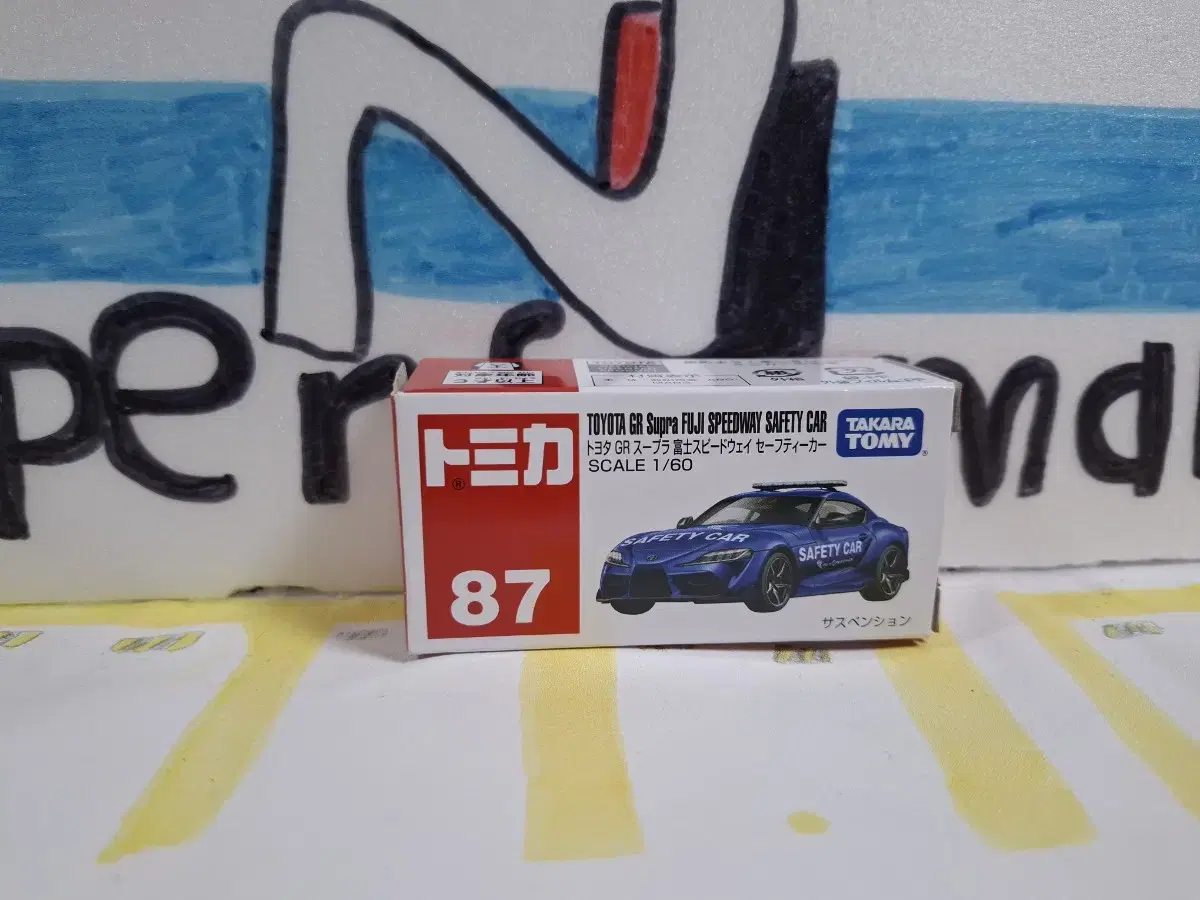 N
トミカ®
87
TOYOTA GR Supra FUJI SPEEDWAY SAFETY CAR
トヨタ GR スープラ 富士スピードウェイ セーフティーカー
SCALE 1/60
TAKARA
TOMY®
SAFETY CAR
SAFETY CAR
サスペンション